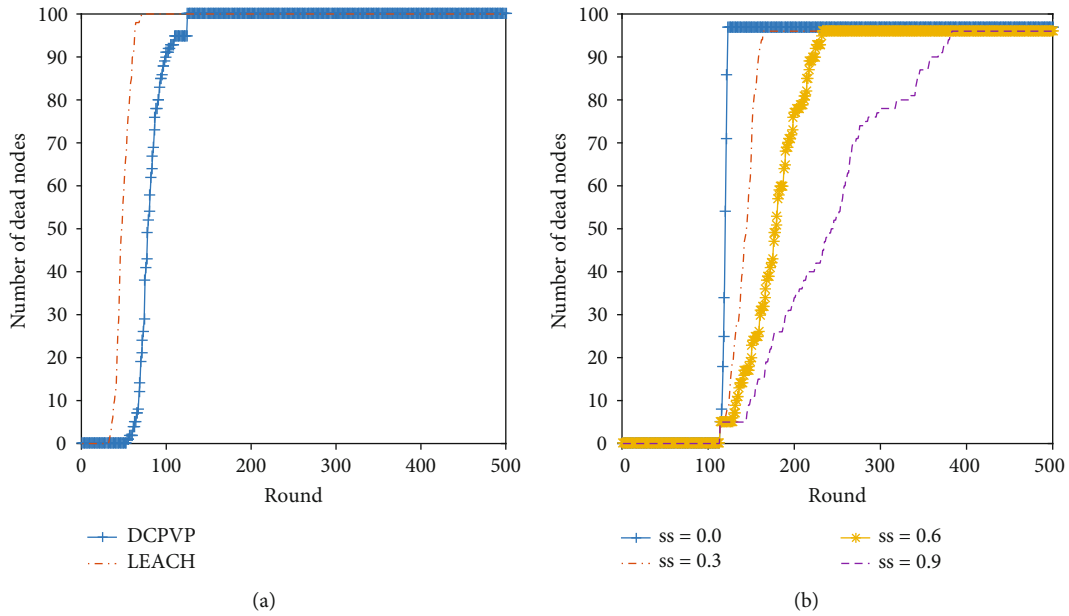 100
90
80
70
60
50
40
30
20
10
0
Number of dead nodes
0 100 200 300 400 500
Round
DCPVP
LEACH
(a)
100
90
80
70
60
50
40
30
20
10
0
Number of dead nodes
0 100 200 300 400 500
Round
ss = 0.0 ss = 0.6
ss = 0.3 ss = 0.9
(b)